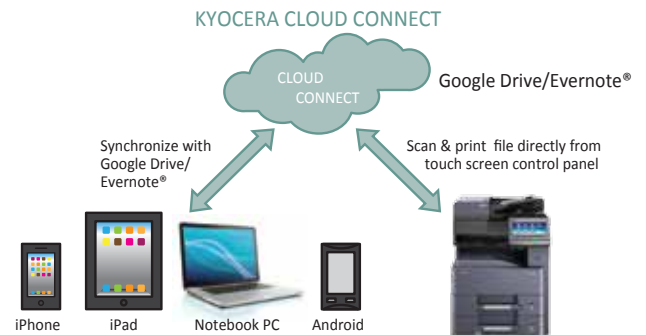 KYOCERA CLOUD CONNECT
CLOUD
CONNECT
Google Drive/Evernote®
Synchronize with
Google Drive/
Evernote®
Scan & print file directly from
touch screen control panel
iPhone
iPad
Notebook PC
Android